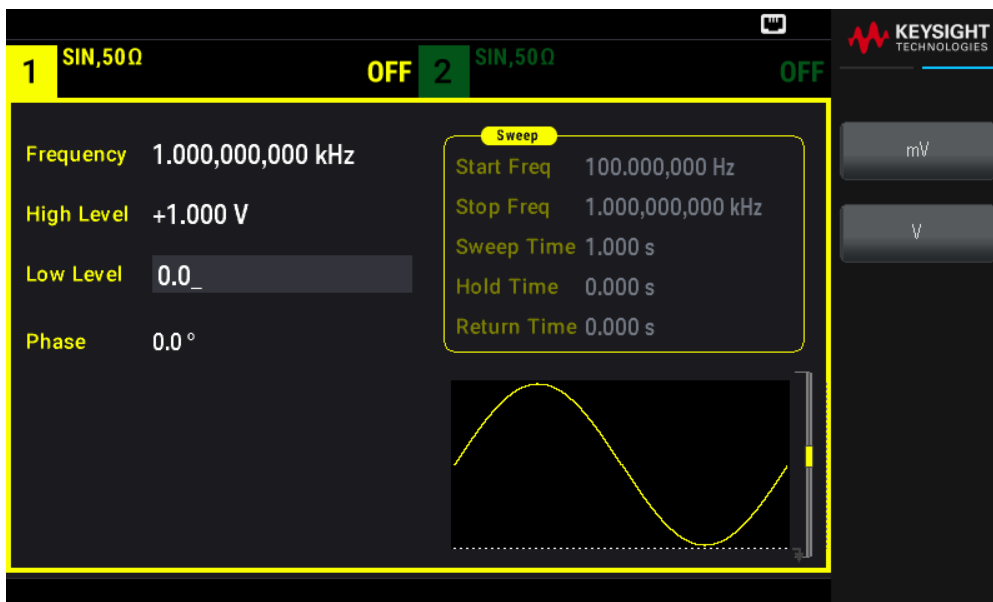 KEYSIGHT
TECHNOLOGIES
1 SIN,50Ω OFF
2 SIN,50Ω OFF
Frequency 1.000,000,000 kHz
High Level +1.000 V
Low Level 0.0_
Phase 0.0 °
Sweep
Start Freq 100.000,000 Hz
Stop Freq 1.000,000,000 kHz
Sweep Time 1.000 s
Hold Time 0.000 s
Return Time 0.000 s
mV
V